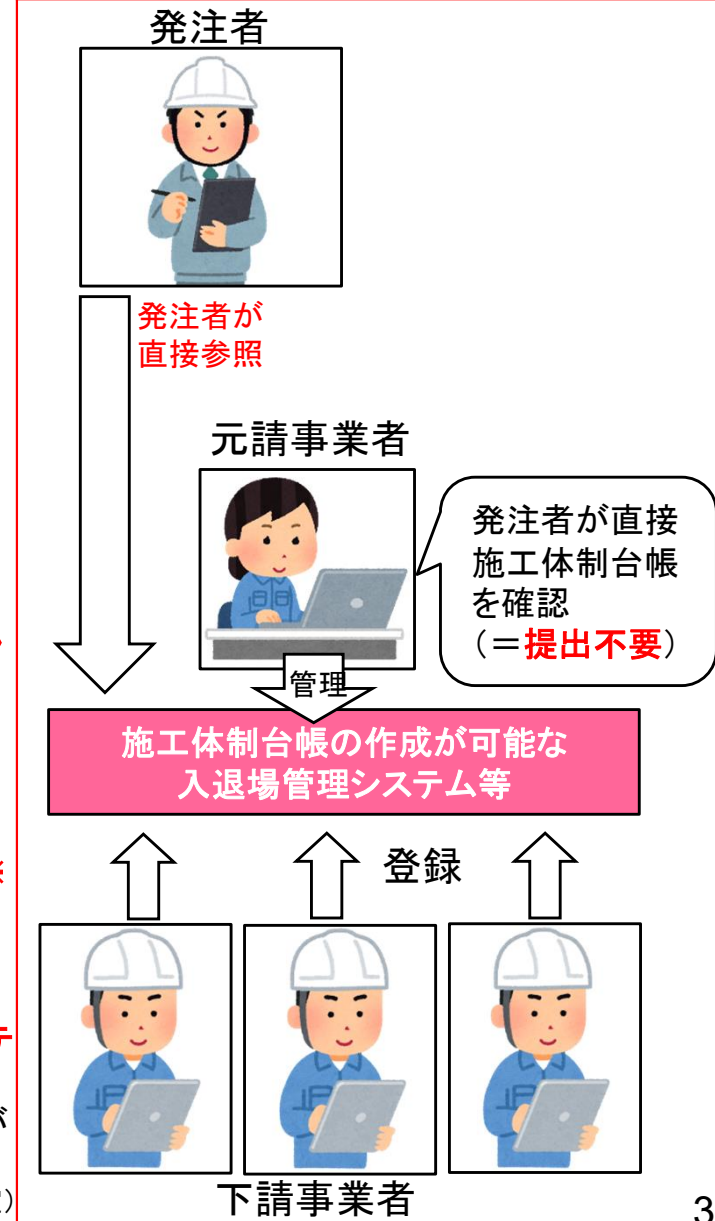 発注者
発注者が
直接参照
元請事業者
発注者が直接
施工体制台帳
を確認
（＝提出不要）
管理
施工体制台帳の作成が可能な
入退場管理システム等
登録
下請事業者
3